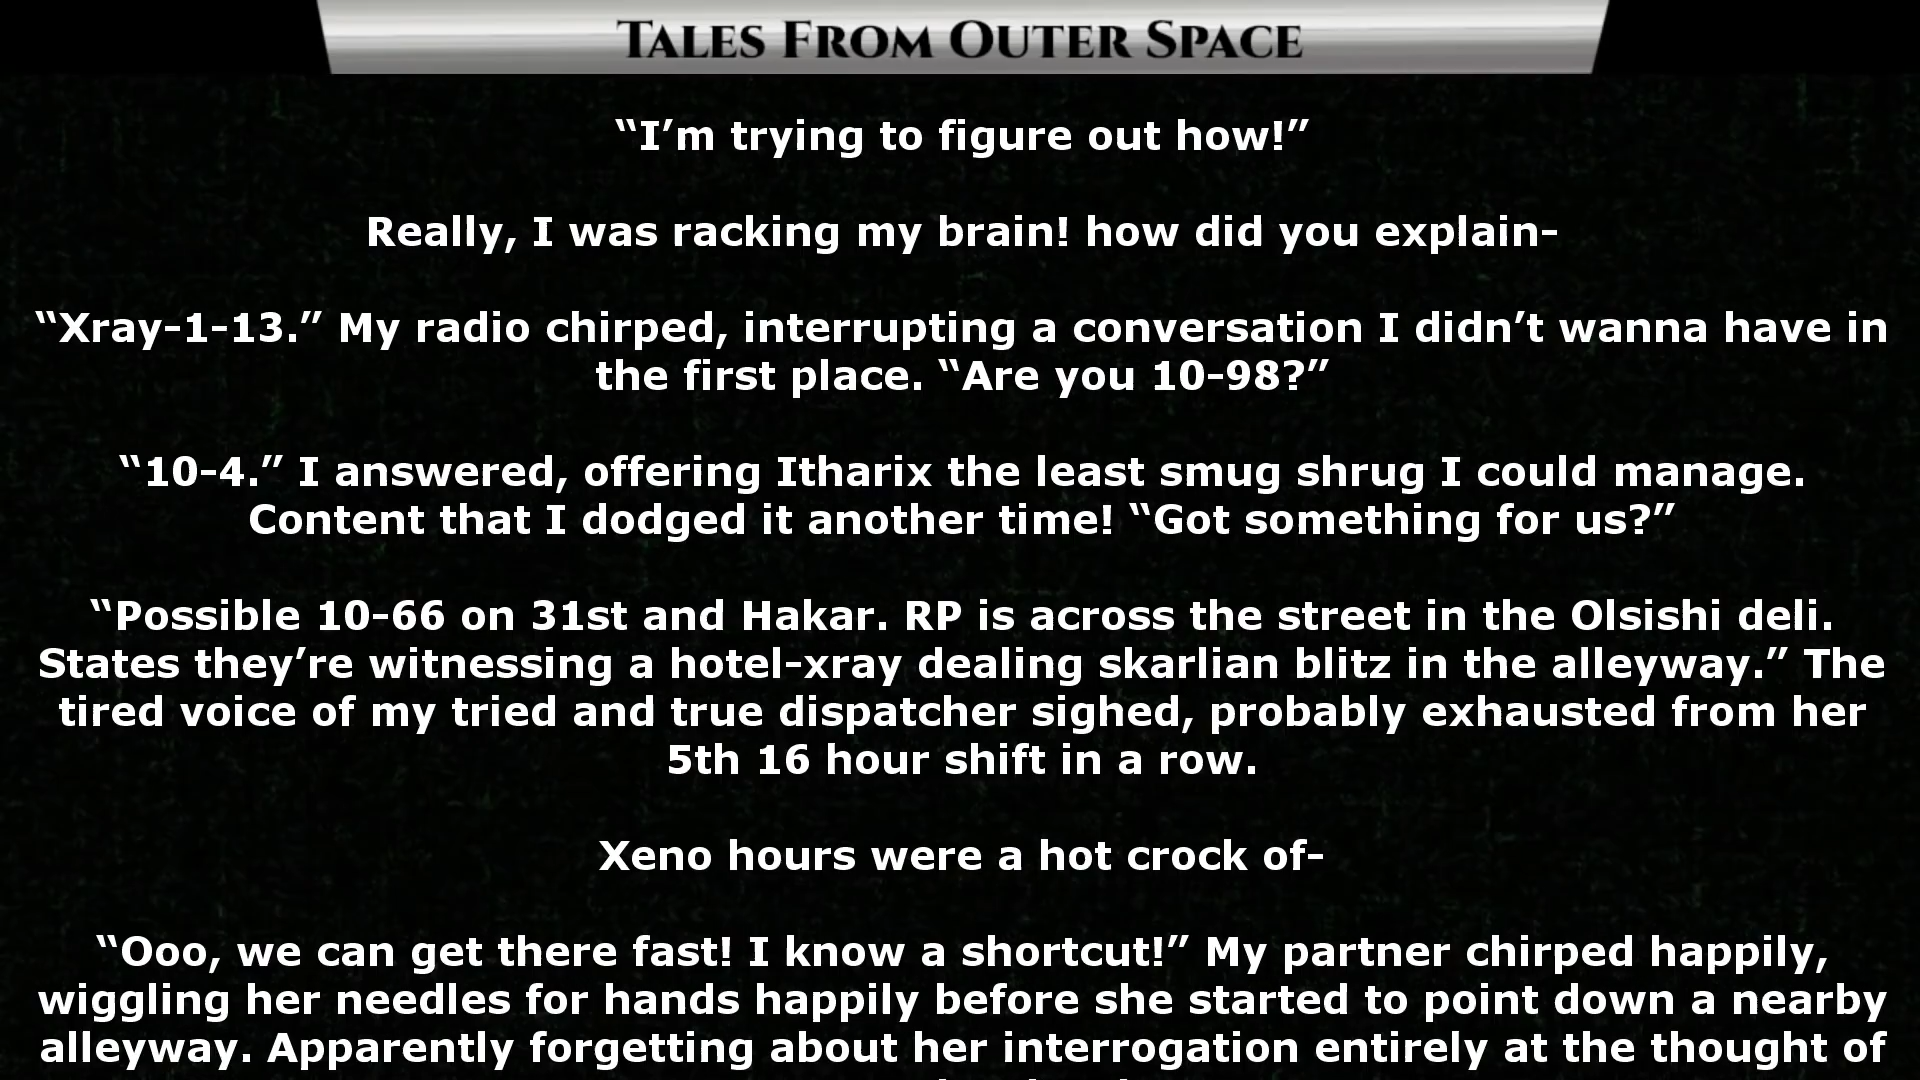 Tales From Outer Space
“I’m trying to figure out how!”
Really, I was racking my brain! how did you explain-
“Xray-1-13.” My radio chirped, interrupting a conversation I didn’t wanna have in
the first place. “Are you 10-98?”
“10-4.” I answered, offering Itharix the least smug shrug I could manage.
Content that I dodged it another time! “Got something for us?”
“Possible 10-66 on 31st and Hakar. RP is across the street in the Olsishi deli.
States they’re witnessing a hotel-xray dealing skarlian blitz in the alleyway.” The
tired voice of my tried and true dispatcher sighed, probably exhausted from her
5th 16 hour shift in a row.
Xeno hours were a hot crock of-
“Ooo, we can get there fast! I know a shortcut!” My partner chirped happily,
wiggling her needles for hands happily before she started to point down a nearby
alleyway. Apparently forgetting about her interrogation entirely at the thought of